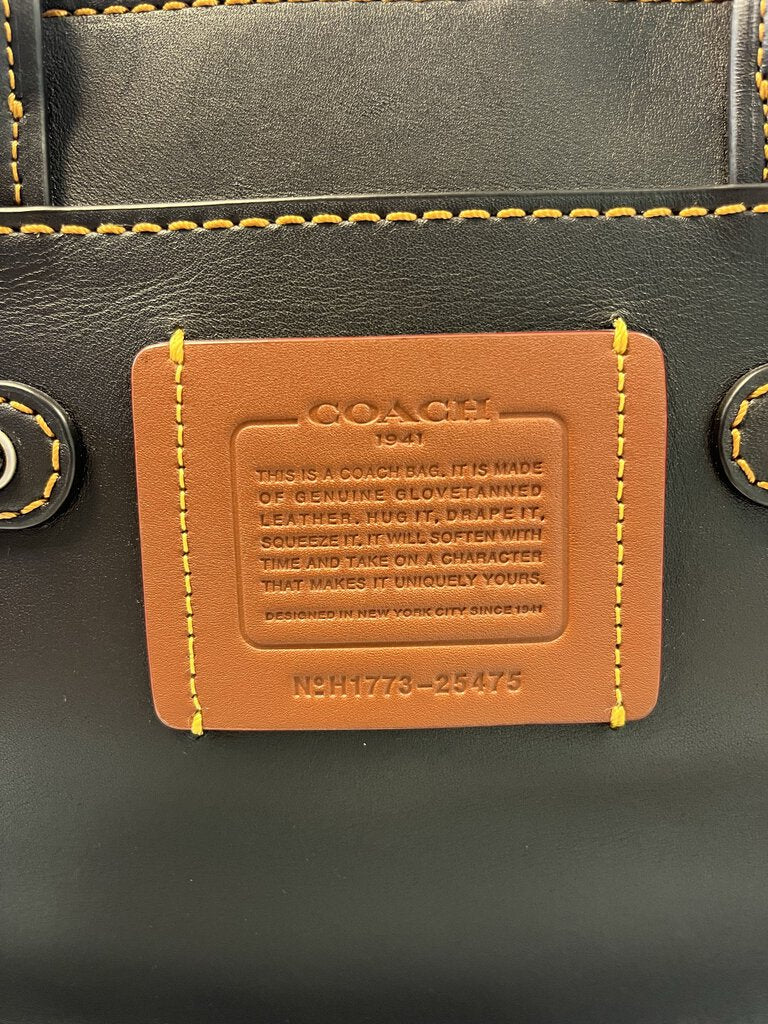 COACH
1941
THIS IS A COACH BAG. IT IS MADE
OF GENUINE GLOVETANNED
LEATHER. HUG IT, DRAPE IT,
SQUEEZE IT. IT WILL SOFTEN WITH
TIME AND TAKE ON A CHARACTER
THAT MAKES IT UNIQUELY YOURS.
DESIGNED IN NEW YORK CITY SINCE 1941
Nº H1773-25475